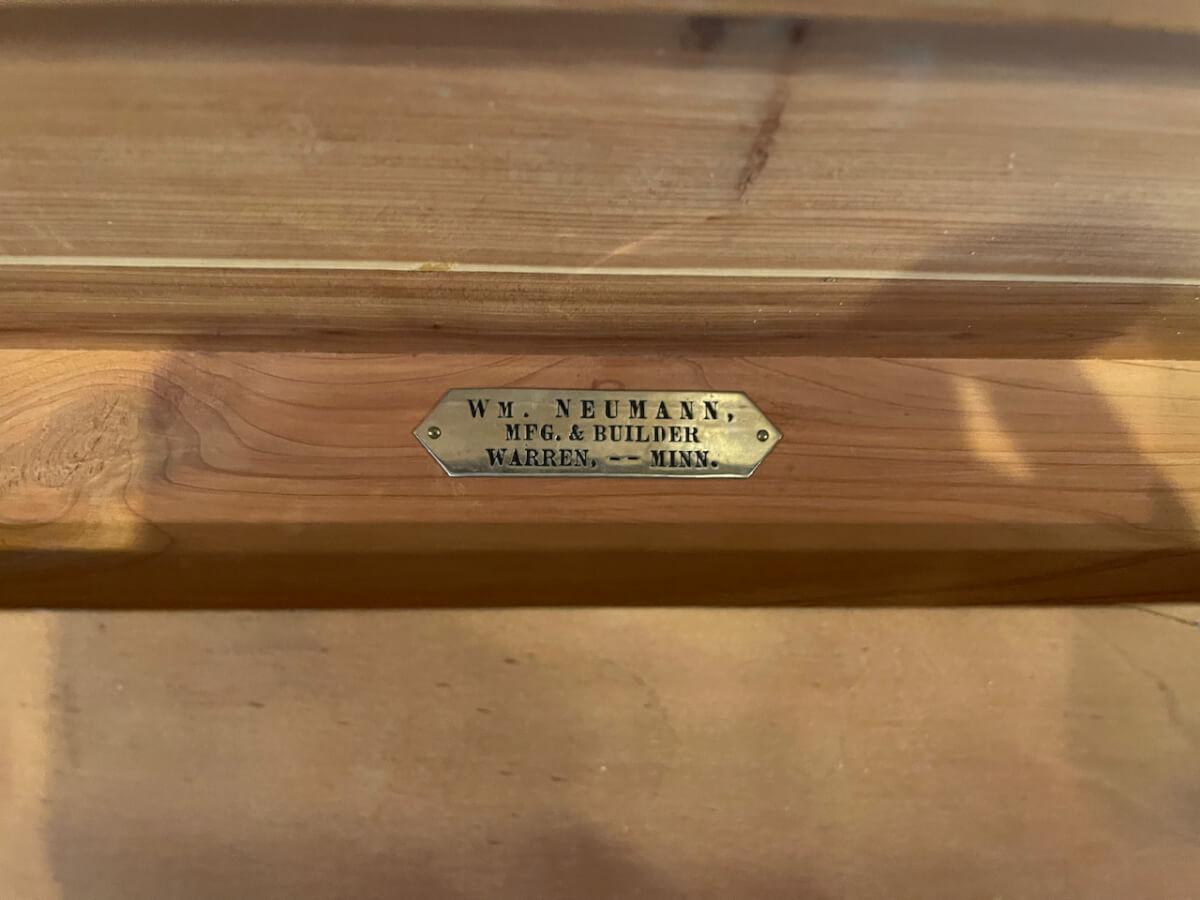 WM. NEUMANN,
MFG. & BUILDER
WARREN, -- MINN.